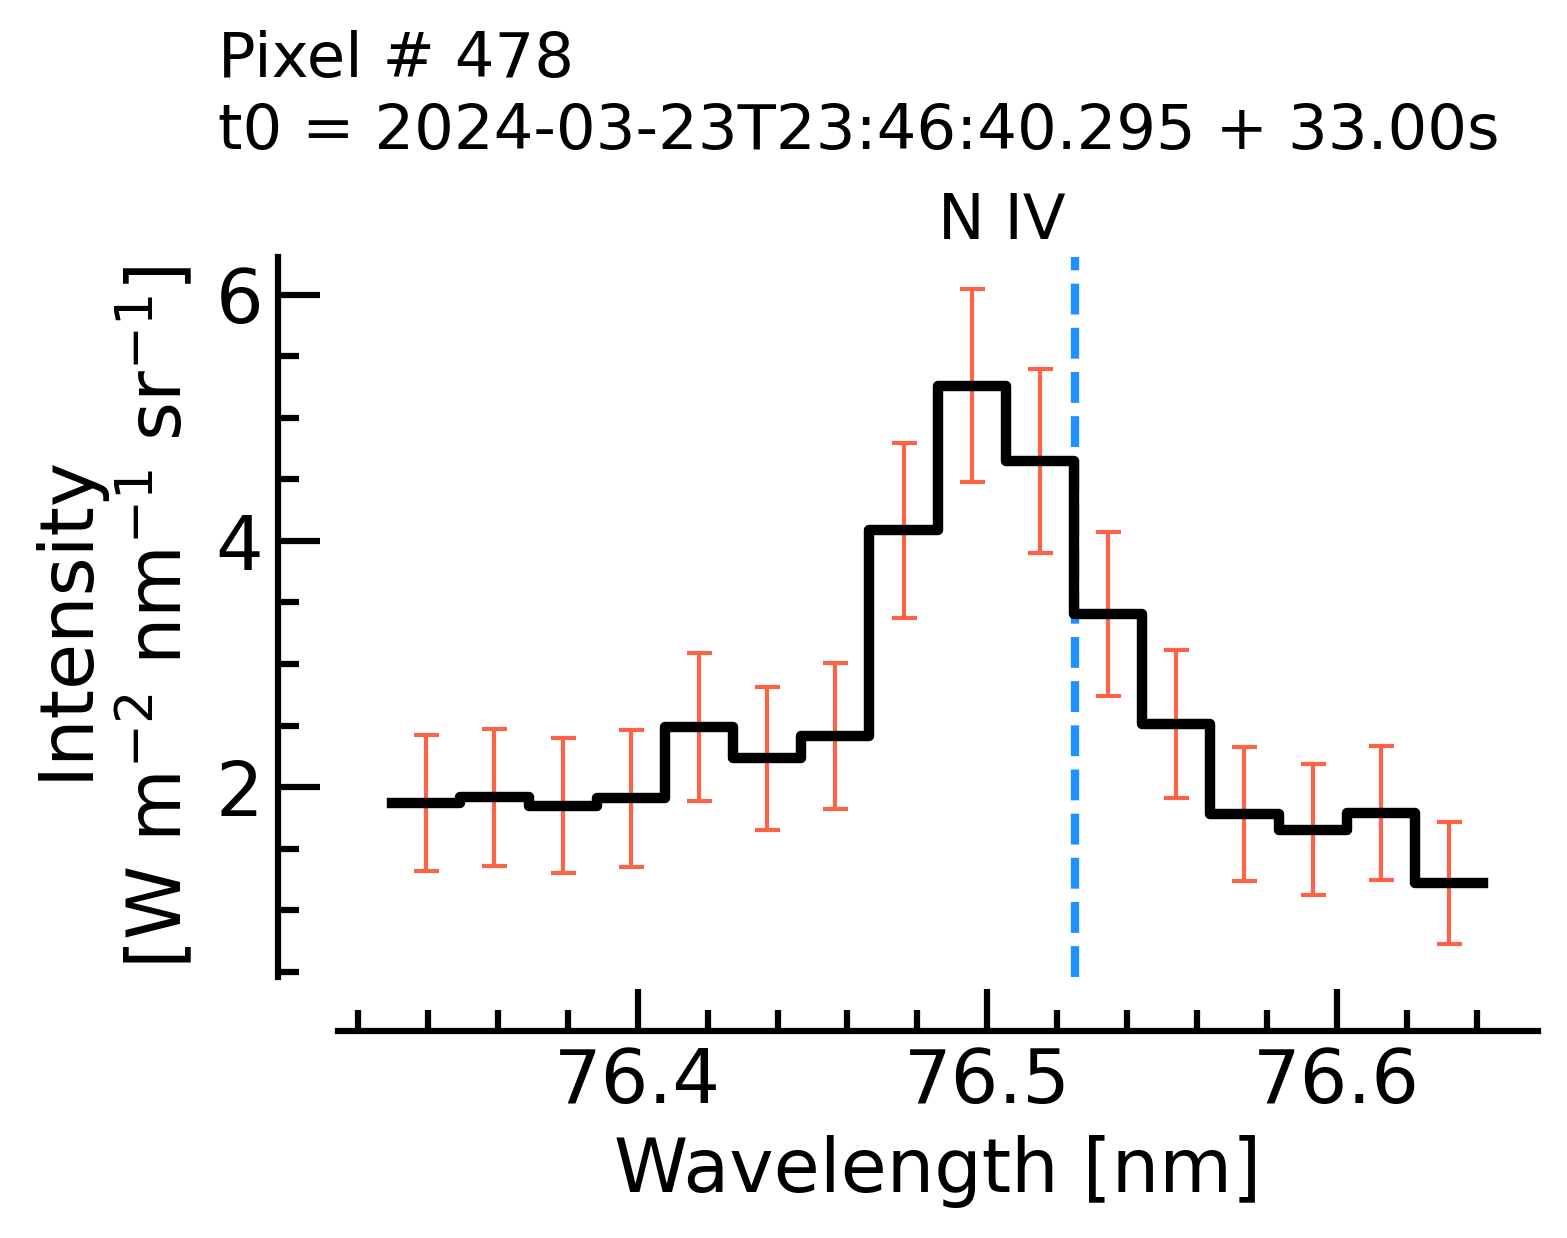 Pixel # 478
t0 = 2024-03-23T23:46:40.295 + 33.00s
N IV
Intensity
[W m⁻² nm⁻¹ sr⁻¹]
6
4
2
76.4 76.5 76.6
Wavelength [nm]